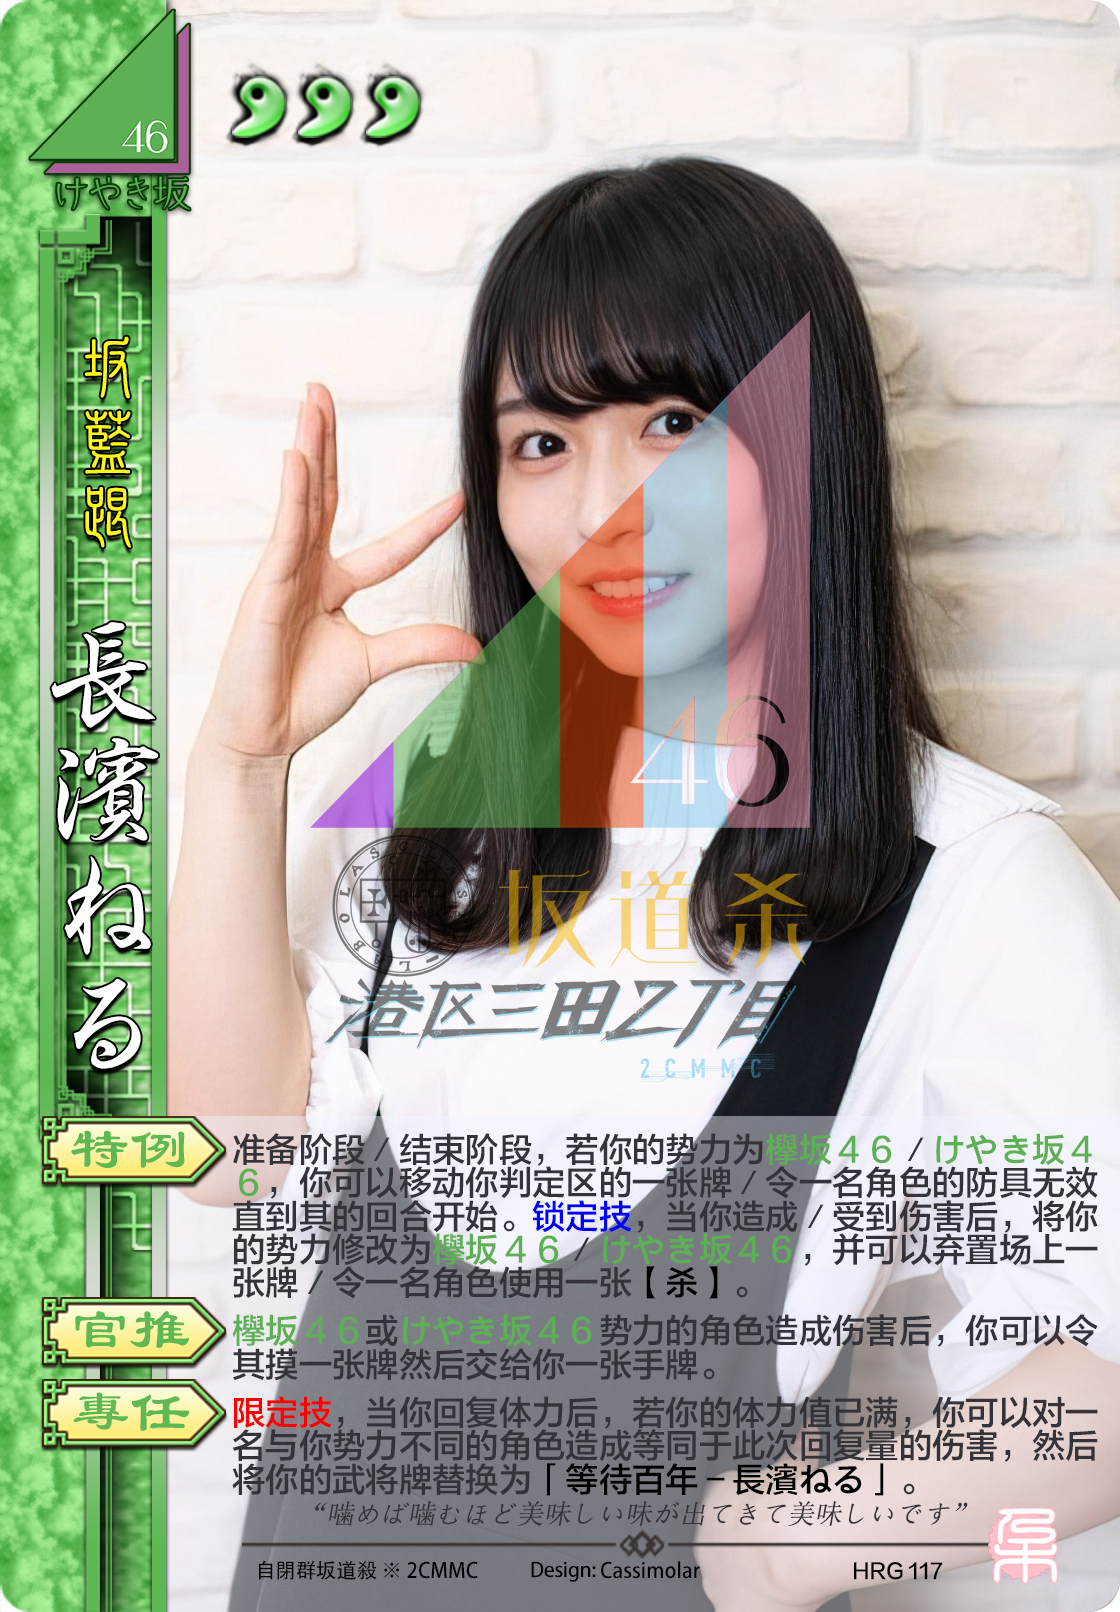 46
けやき坂
坂藍跟
長濱ねる
46
坂道杀
港区三田2丁目
2CMMC
特例
准备阶段/结束阶段，若你的势力为欅坂４６/けやき坂４
６，你可以移动你判定区的一张牌/令一名角色的防具无效
直到其的回合开始。锁定技，当你造成/受到伤害后，将你
的势力修改为欅坂４６/けやき坂４６，并可以弃置场上一
张牌/令一名角色使用一张【杀】。
官推
欅坂４６或けやき坂４６势力的角色造成伤害后，你可以令
其摸一张牌然后交给你一张手牌。
專任
限定技，当你回复体力后，若你的体力值已满，你可以对一
名与你势力不同的角色造成等同于此次回复量的伤害，然后
将你的武将牌替换为「等待百年－長濱ねる」。
“噛めば噛むほど美味しい味が出てきて美味しいです”
自閉群坂道殺 ※ 2CMMC
Design: Cassimolar
HRG 117